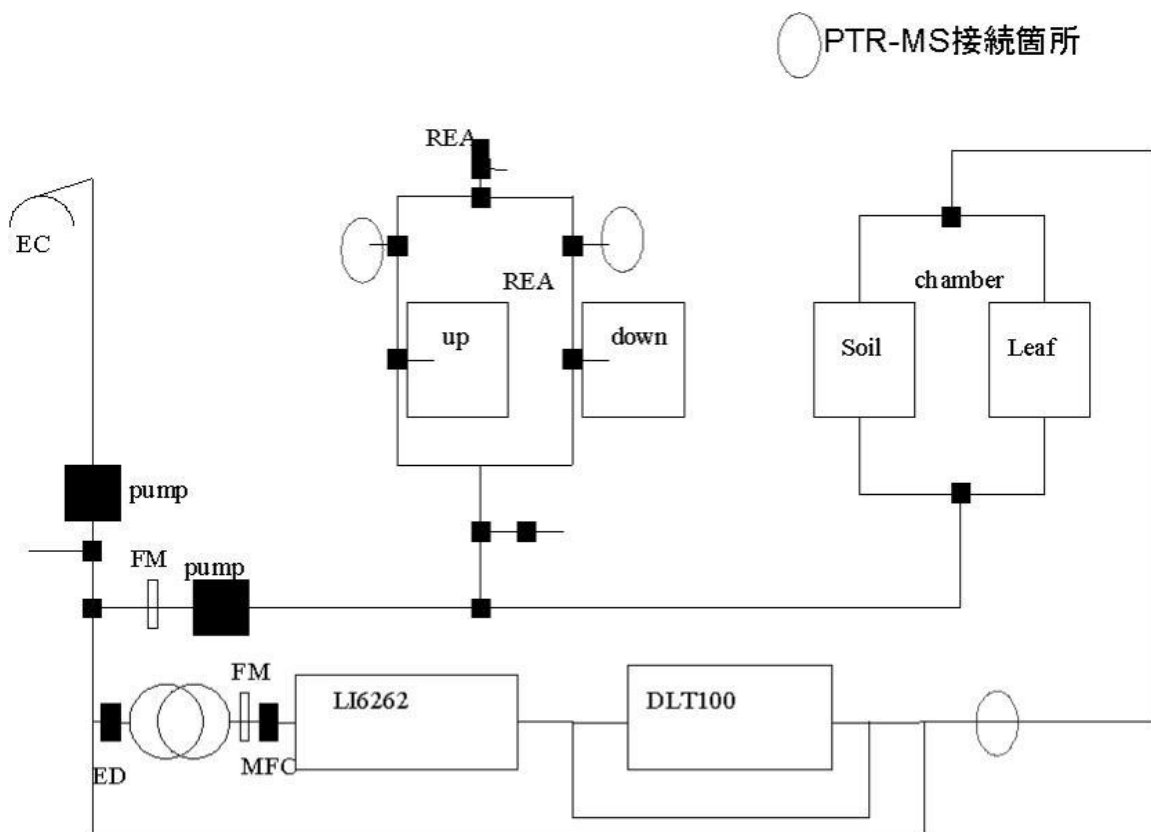 PTR-MS接続箇所
REA
EC
REA
chamber
up
down
Soil
Leaf
pump
FM
pump
FM
LI6262
DLT100
ED
MFC